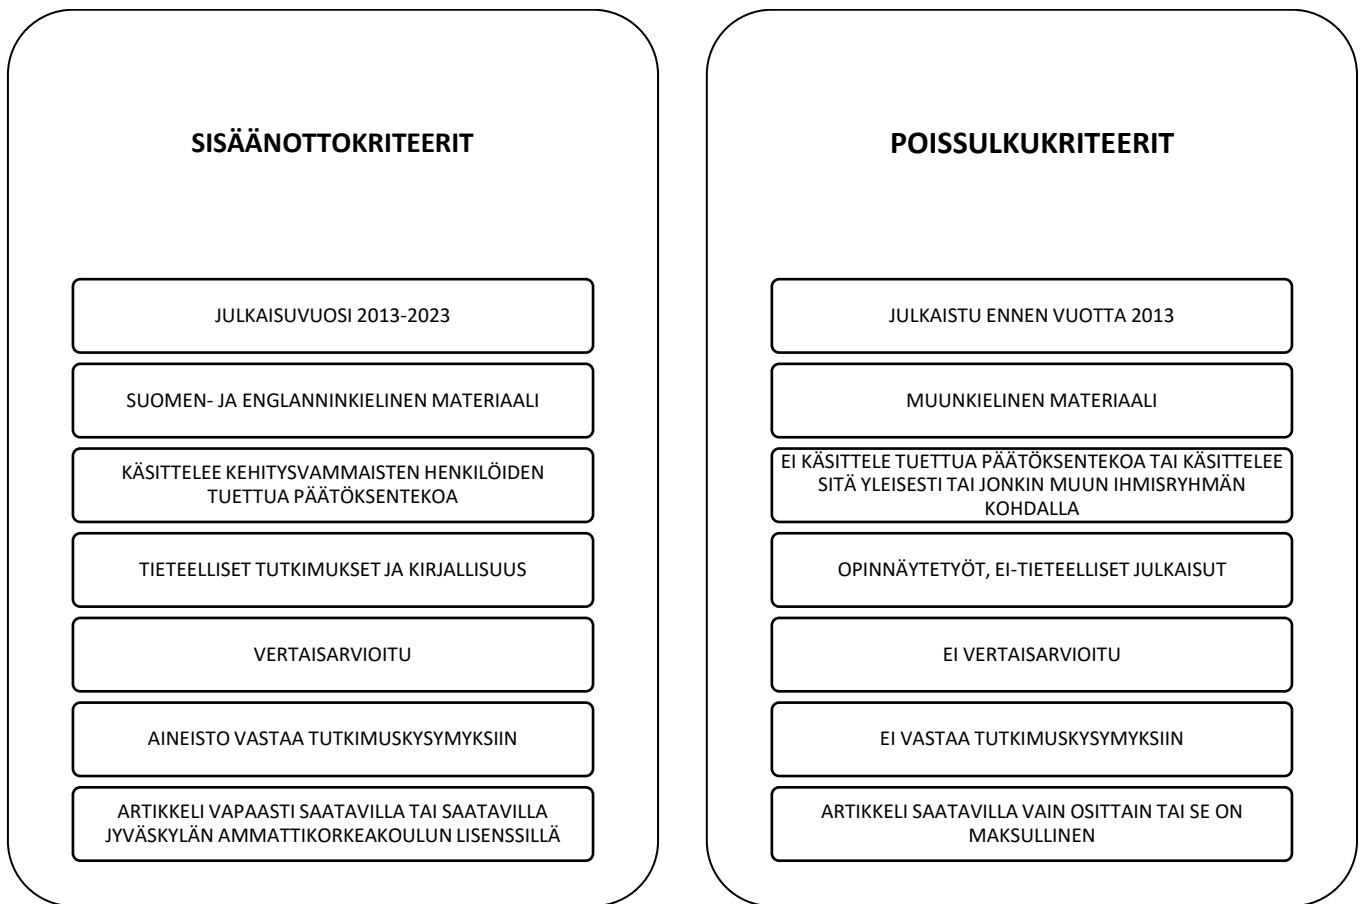 SISÄÄNOTTOKRITEERIT
JULKAISUVUOSI 2013-2023
SUOMEN- JA ENGLANNINKIELINEN MATERIAALI
KÄSITTELEE KEHITYSVAMMAISTEN HENKILÖIDEN
TUETTUA PÄÄTÖKSENTEKOA
TIETEELLISET TUTKIMUKSET JA KIRJALLISUUS
VERTAISARVIOITU
AINEISTO VASTAA TUTKIMUSKYSYMYKSIIN
ARTIKKELI VAPAASTI SAATAVILLA TAI SAATAVILLA
JYVÄSKYLÄN AMMATTIKORKEAKOULUN LISENSSILLÄ
POISSULKUKRITEERIT
JULKAISTU ENNEN VUOTTA 2013
MUUNKIELINEN MATERIAALI
EI KÄSITTELE TUETTUA PÄÄTÖKSENTEKOA TAI KÄSITTELEE
SITÄ YLEISESTI TAI JONKIN MUUN IHMISRYHMÄN
KOHDALLA
OPINNÄYTETYÖT, EI-TIETEELLISET JULKAISUT
EI VERTAISARVIOITU
EI VASTAA TUTKIMUSKYSYMYKSIIN
ARTIKKELI SAATAVILLA VAIN OSITTAIN TAI SE ON
MAKSULLINEN